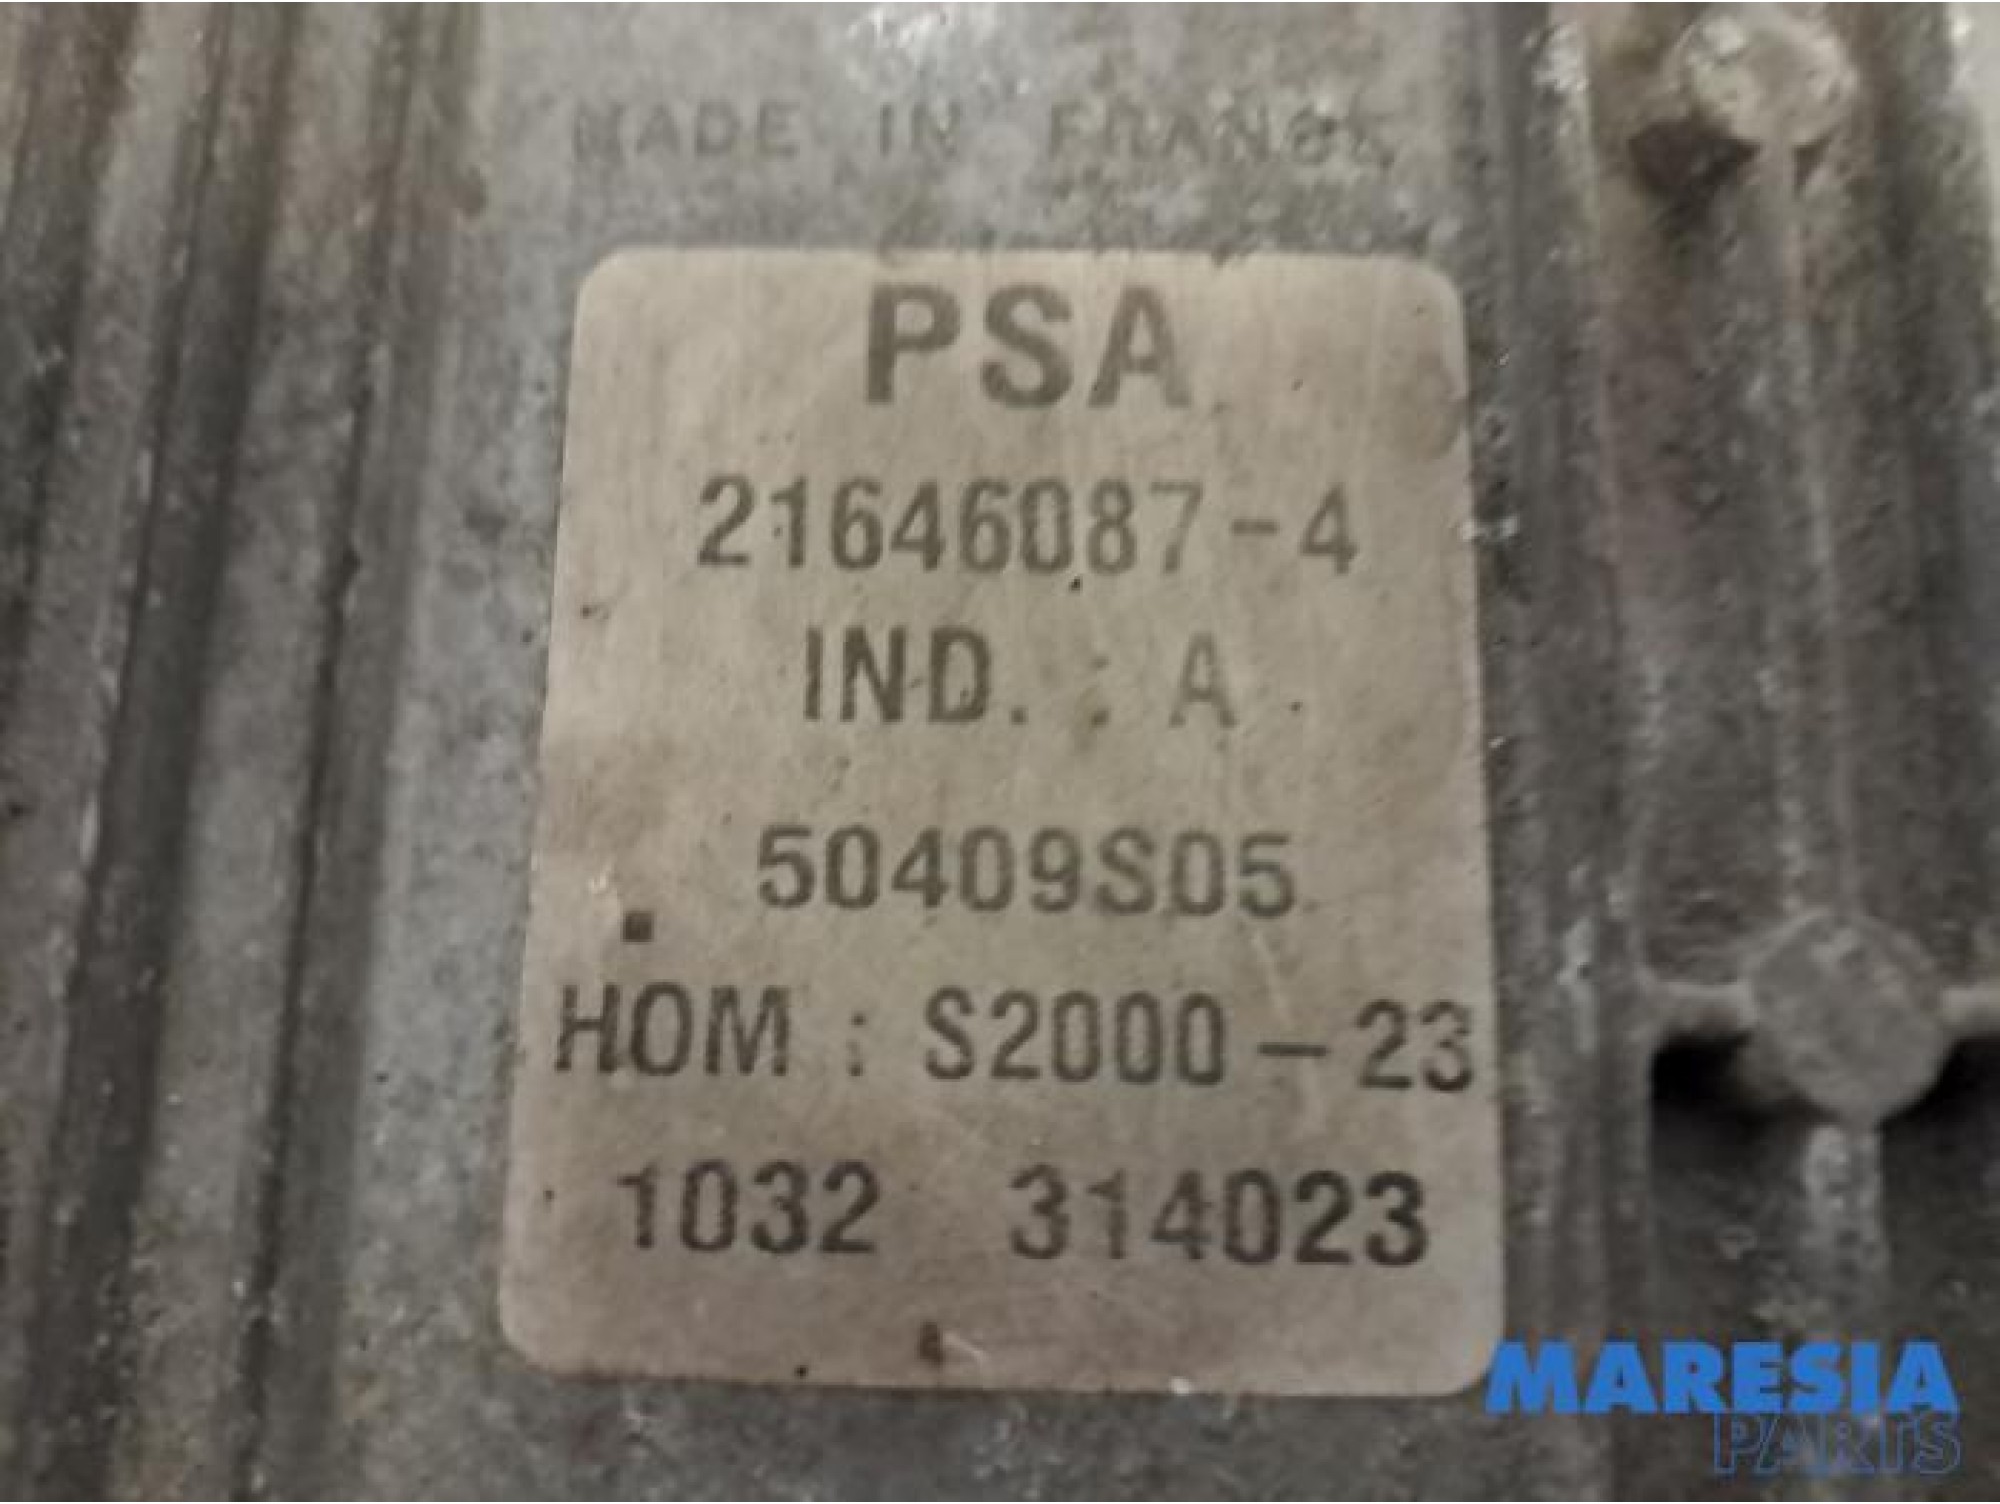 MADE IN FRANCE
PSA
21646087-4
IND. : A
50409S05
HOM : S2000-23
1032 314023
MARESIA
PARTS